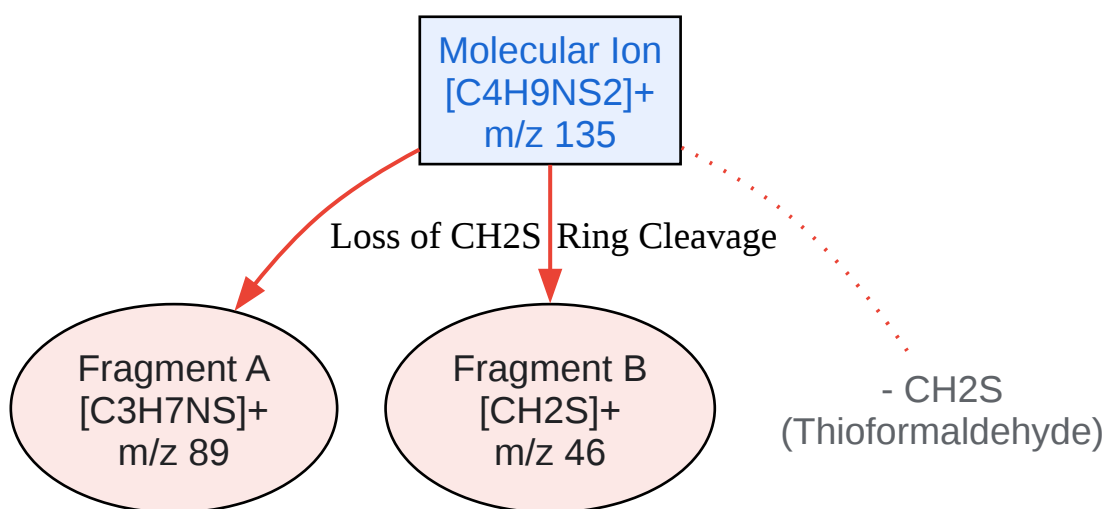 Molecular Ion
[C4H9NS2]+
m/z 135
Loss of CH2S
Ring Cleavage
Fragment A
[C3H7NS]+
m/z 89
Fragment B
[CH2S]+
m/z 46
- CH2S
(Thioformaldehyde)